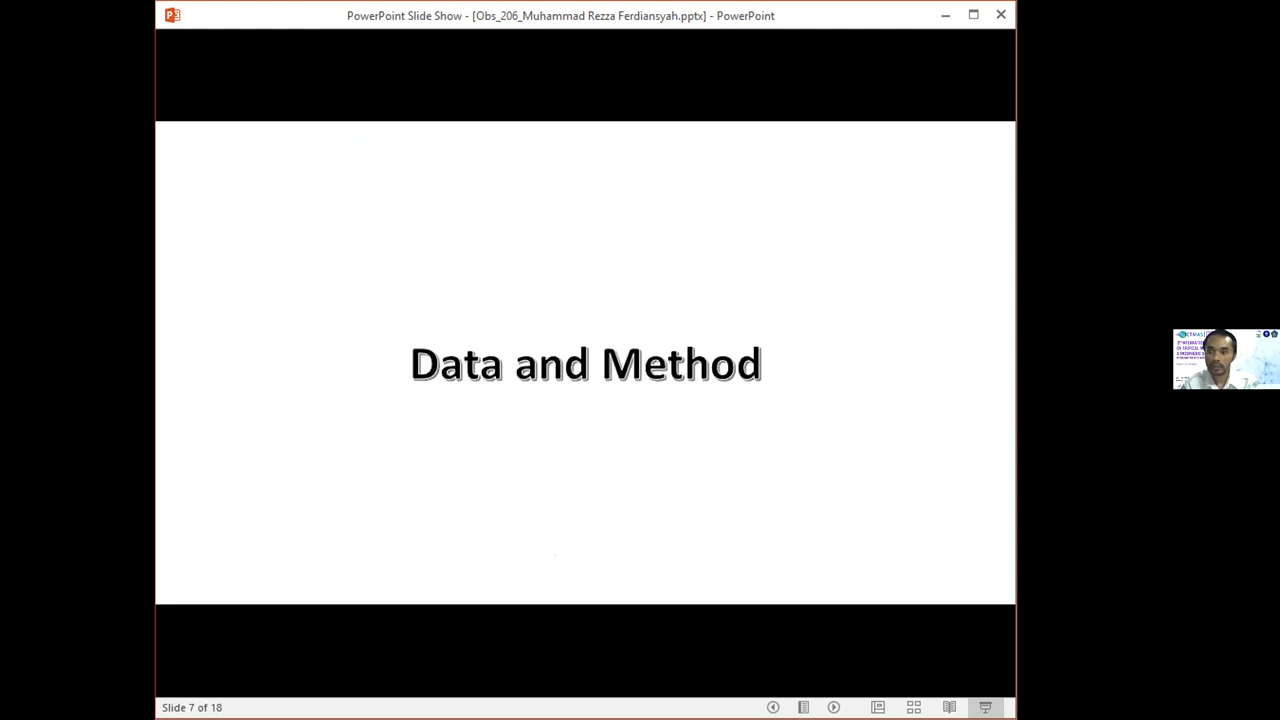 PowerPoint Slide Show - [Obs_206_Muhammad Rezza Ferdiansyah.pptx] - PowerPoint
Data and Method
Slide 7 of 18